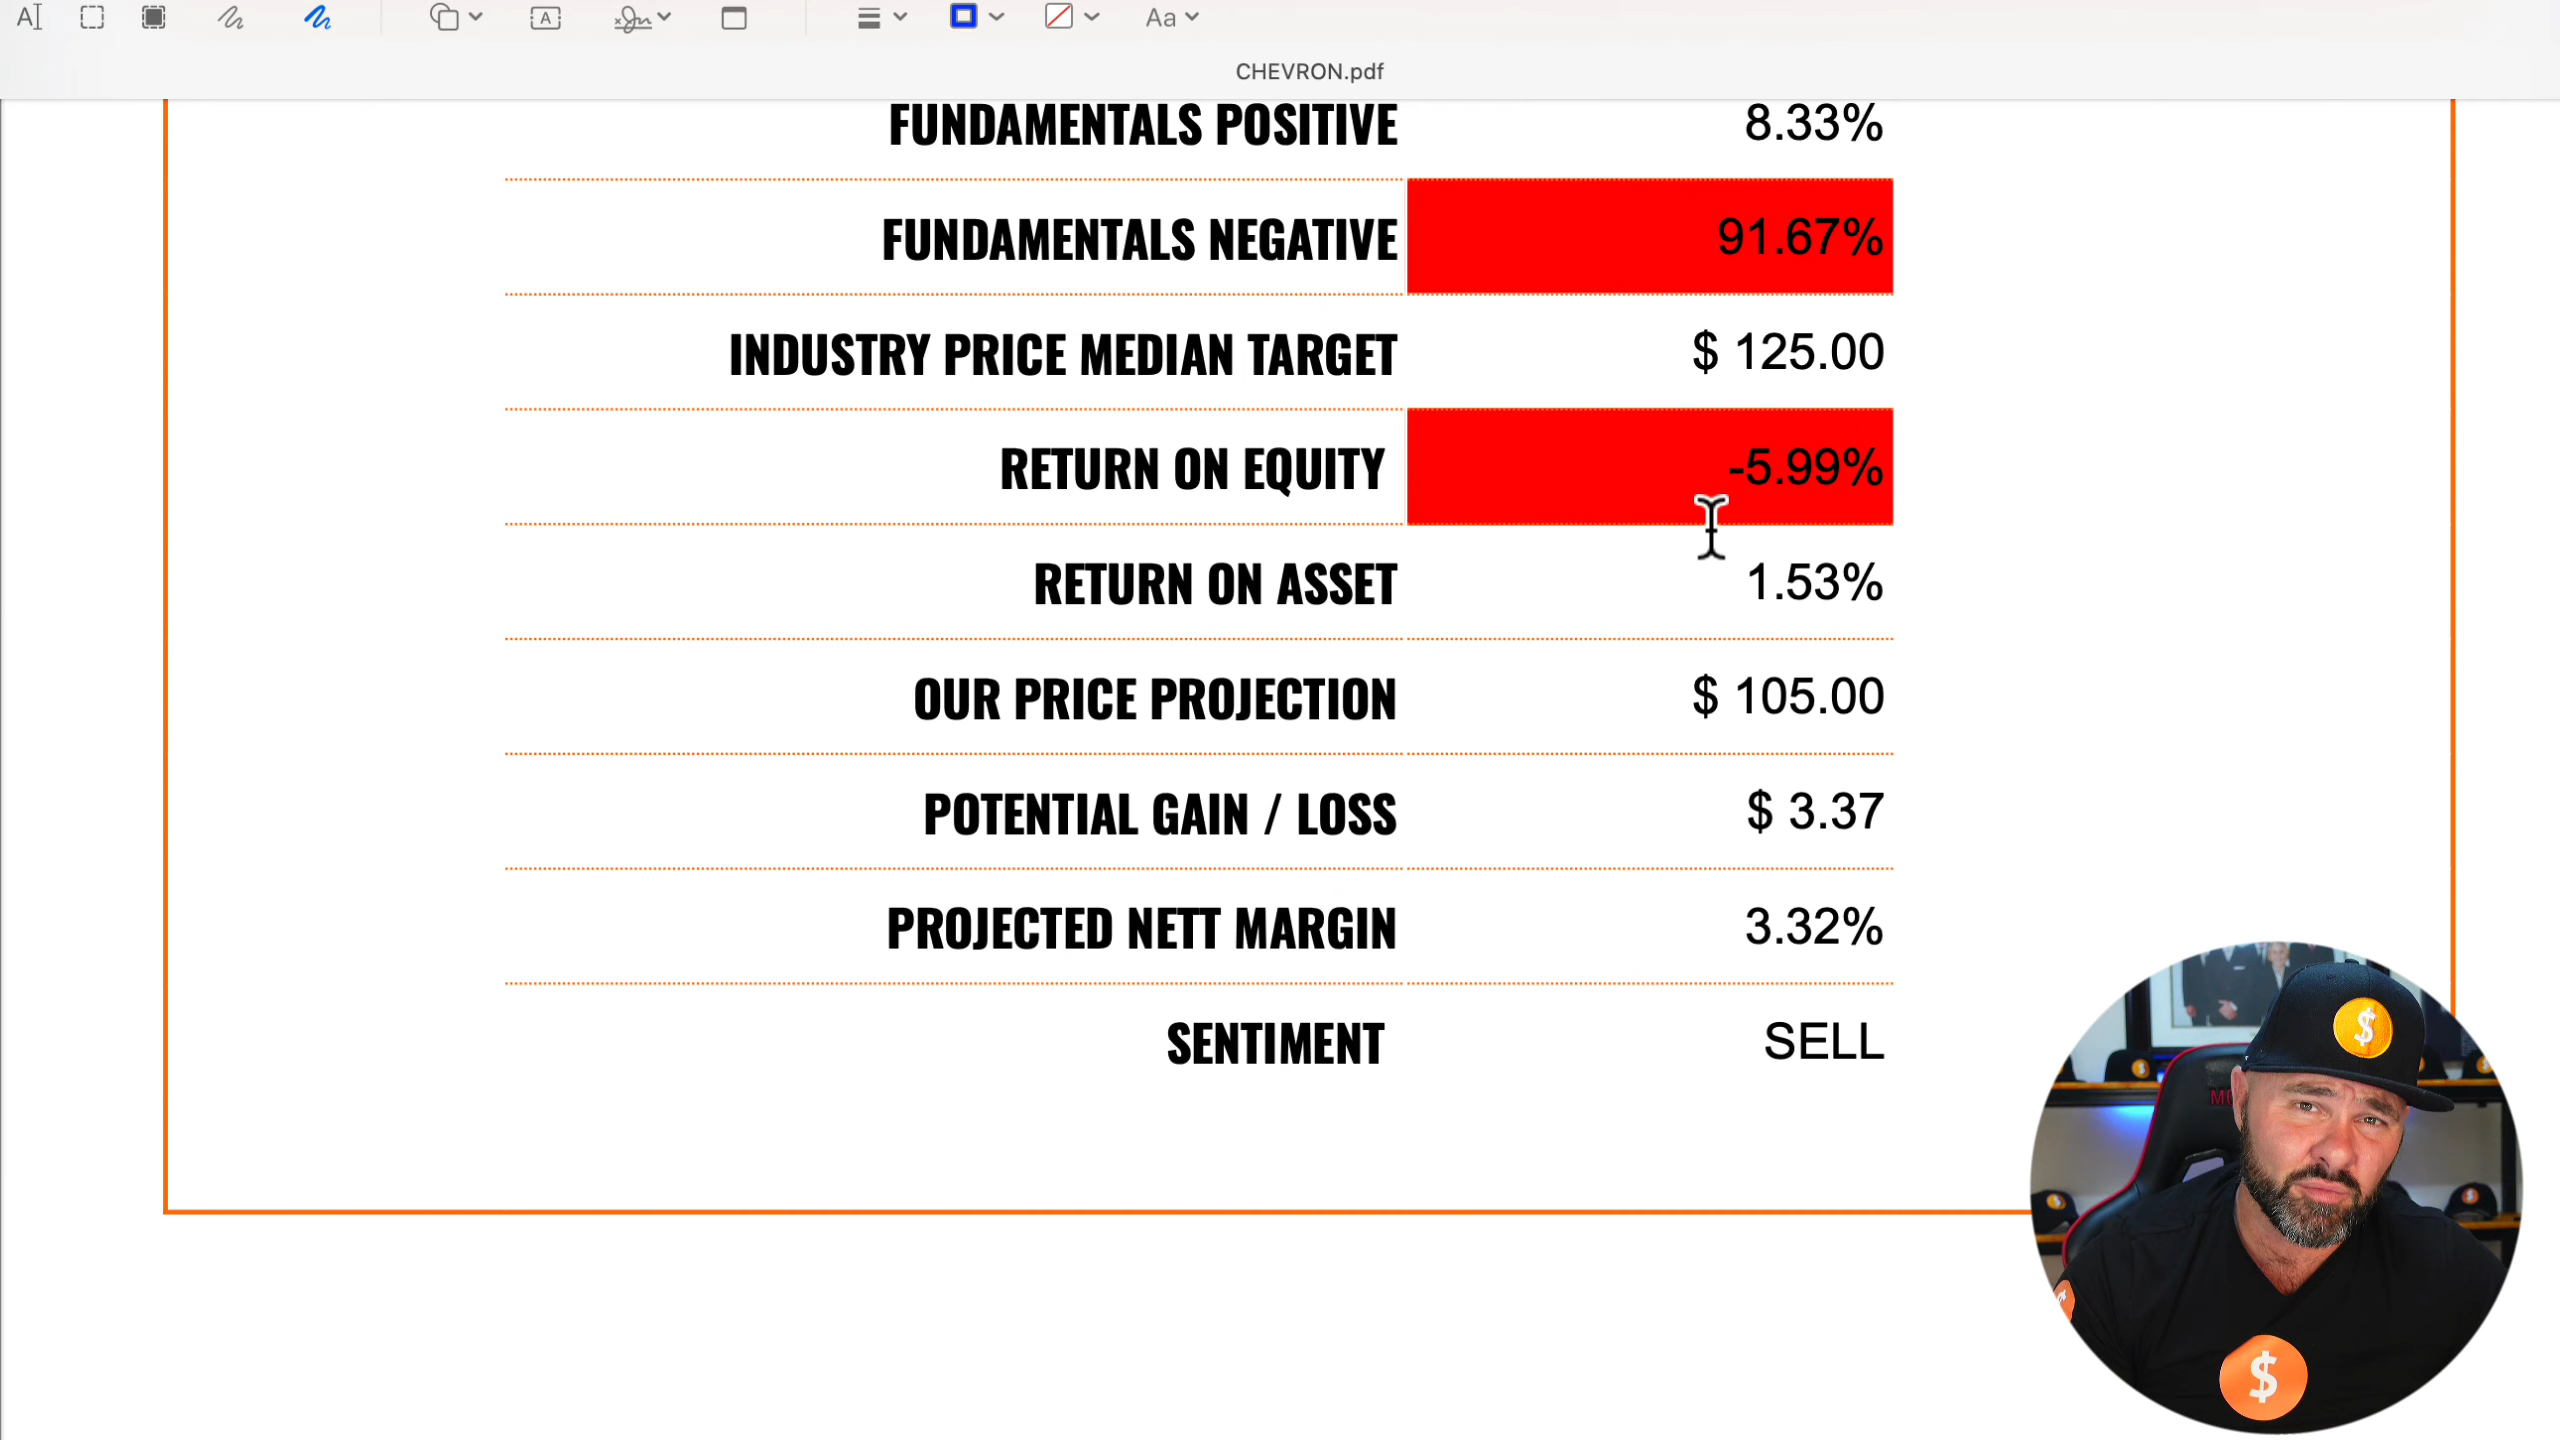 CHEVRON.pdf
FUNDAMENTALS POSITIVE 8.33%
FUNDAMENTALS NEGATIVE 91.67%
INDUSTRY PRICE MEDIAN TARGET $ 125.00
RETURN ON EQUITY -5.99%
RETURN ON ASSET 1.53%
OUR PRICE PROJECTION $ 105.00
POTENTIAL GAIN / LOSS $ 3.37
PROJECTED NETT MARGIN 3.32%
SENTIMENT SELL